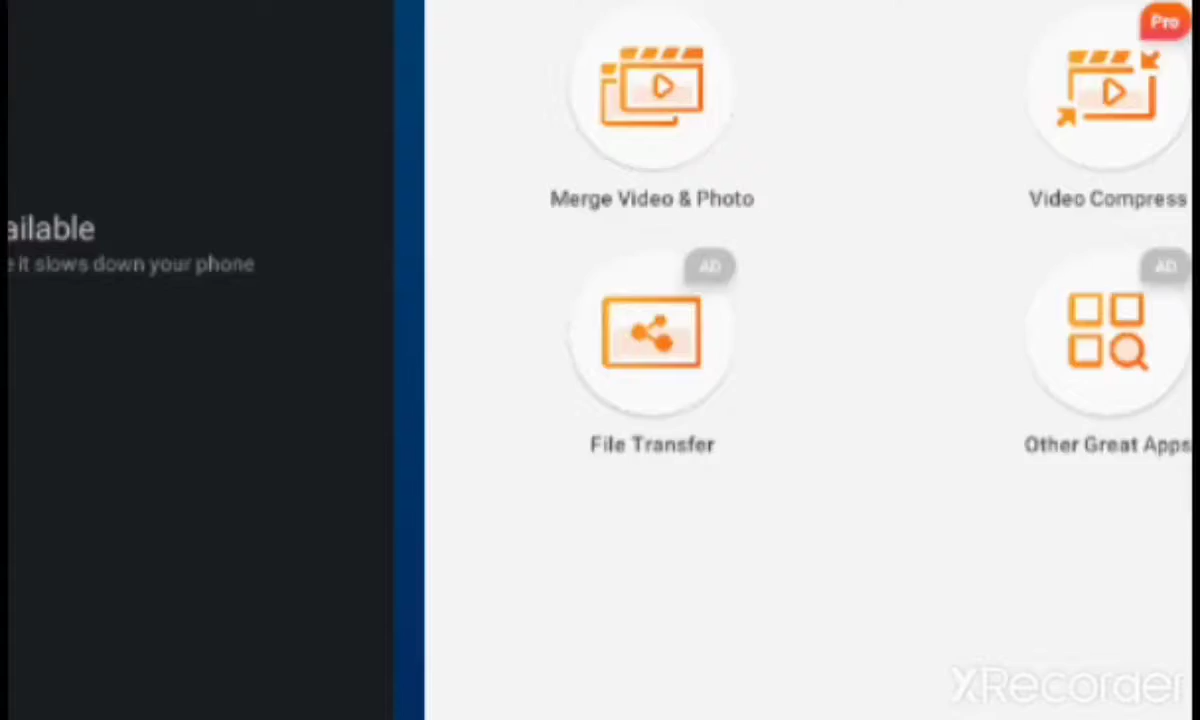 ailable
e it slows down your phone
Pro
Merge Video & Photo
Video Compress
AD
AD
File Transfer
Other Great Apps
XRecorder